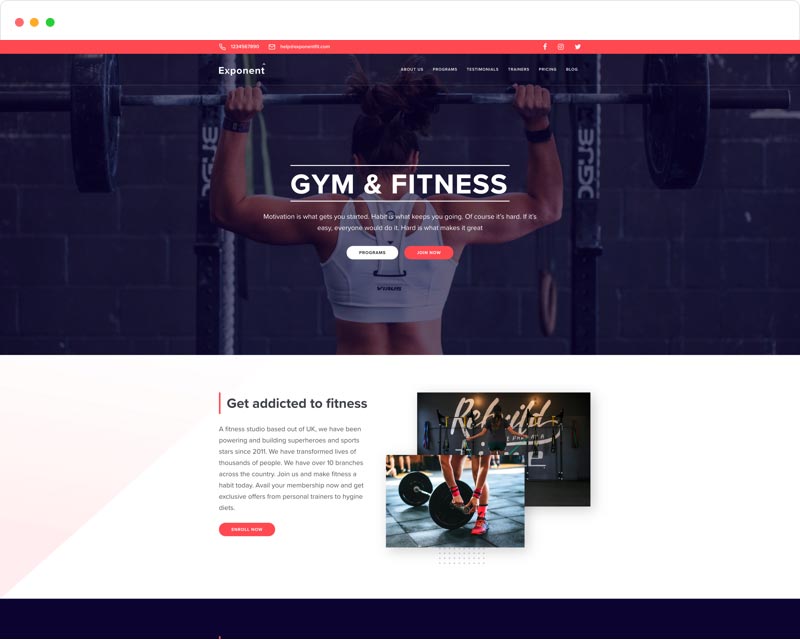 1234567890 help@exponentfit.com
Exponent
ABOUT US PROGRAMS TESTIMONIALS TRAINERS PRICING BLOG
GYM & FITNESS
Motivation is what gets you started. Habit is what keeps you going. Of course it's hard. If it's
easy, everyone would do it. Hard is what makes it great
PROGRAMS JOIN NOW
VIRUS
Get addicted to fitness
A fitness studio based out of UK, we have been
powering and building superheroes and sports
stars since 2011. We have transformed lives of
thousands of people. We have over 10 branches
across the country. Join us and make fitness a
habit today. Avail your membership now and get
exclusive offers from personal trainers to hygine
diets.
ENROLL NOW
Rebuild